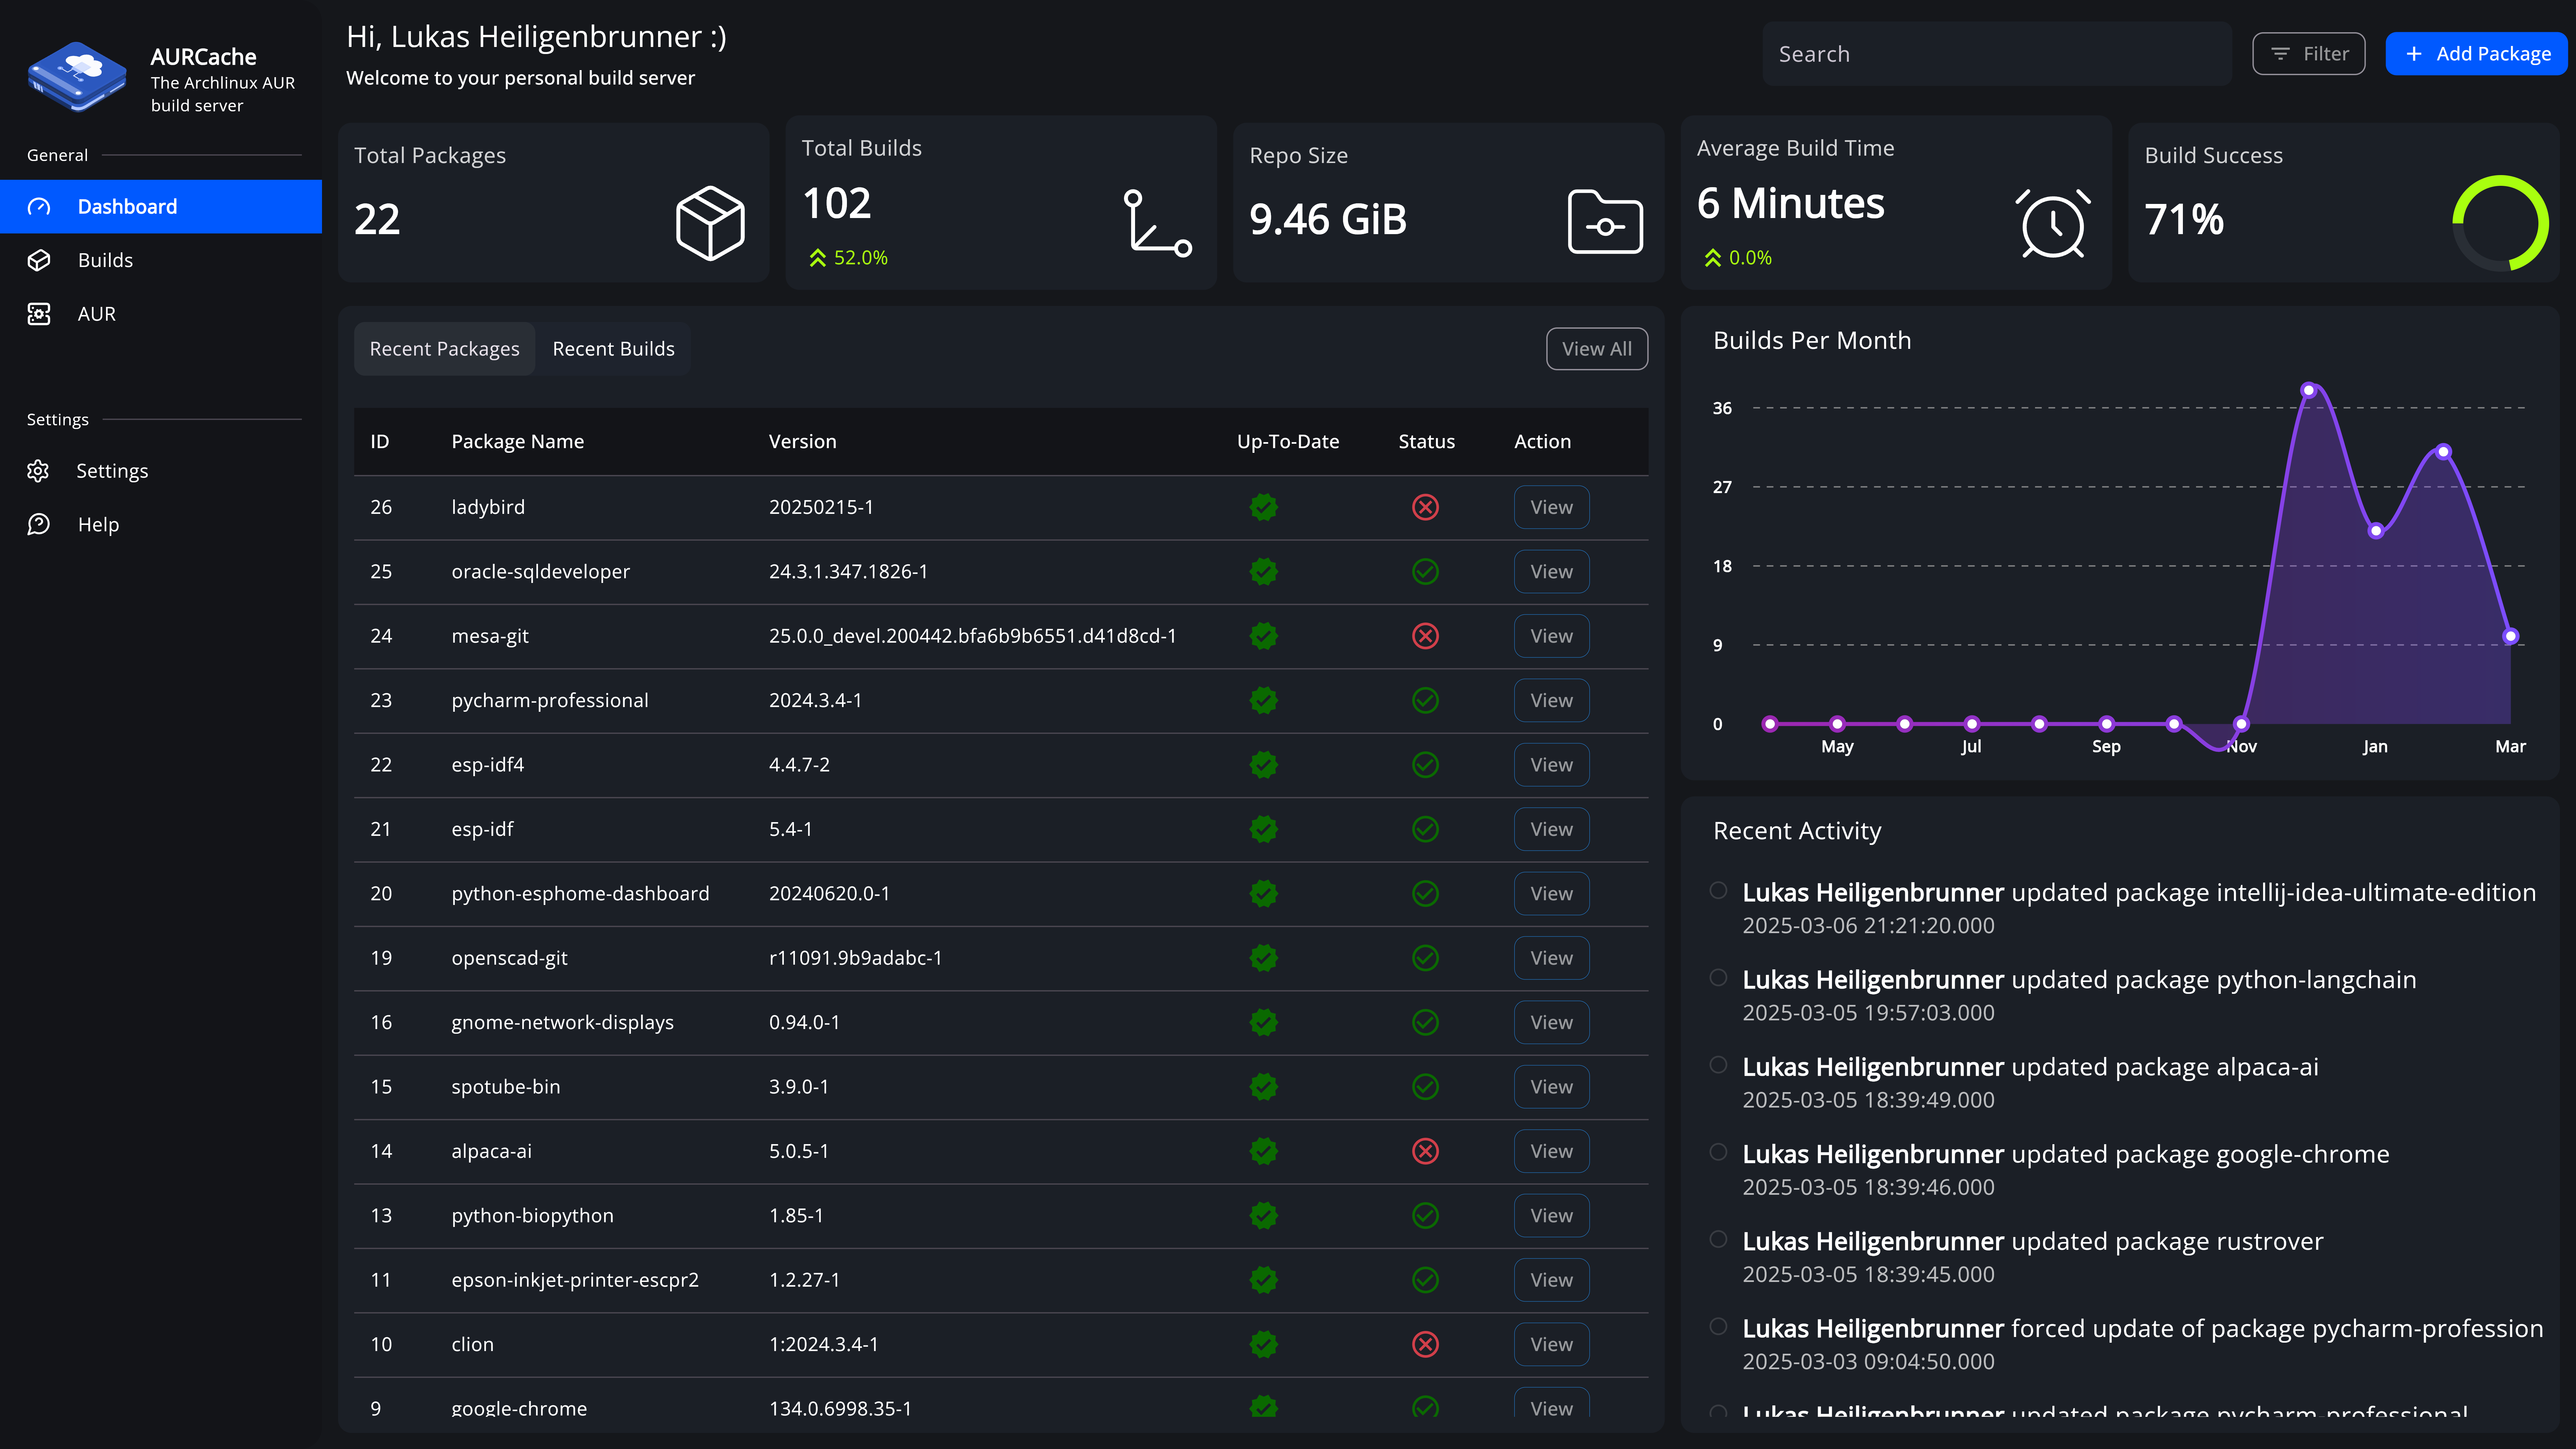 AURCache
The Archlinux AUR
build server
General
Dashboard
Builds
AUR
Settings
Settings
Help
Hi, Lukas Heiligenbrunner :)
Welcome to your personal build server
Search
Filter
+ Add Package
Total Packages
22
Total Builds
102
52.0%
Repo Size
9.46 GiB
Average Build Time
6 Minutes
0.0%
Build Success
71%
Recent Packages Recent Builds View All
ID Package Name Version Up-To-Date Status Action
26 ladybird 20250215-1 View
25 oracle-sqldeveloper 24.3.1.347.1826-1 View
24 mesa-git 25.0.0_devel.200442.bfa6b9b6551.d41d8cd-1 View
23 pycharm-professional 2024.3.4-1 View
22 esp-idf4 4.4.7-2 View
21 esp-idf 5.4-1 View
20 python-esphome-dashboard 20240620.0-1 View
19 openscad-git r11091.9b9adabc-1 View
16 gnome-network-displays 0.94.0-1 View
15 spotube-bin 3.9.0-1 View
14 alpaca-ai 5.0.5-1 View
13 python-biopython 1.85-1 View
11 epson-inkjet-printer-escpr2 1.2.27-1 View
10 clion 1:2024.3.4-1 View
9 google-chrome 134.0.6998.35-1 View
Builds Per Month
36
27
18
9
0
May Jul Sep Nov Jan Mar
Recent Activity
Lukas Heiligenbrunner updated package intellij-idea-ultimate-edition
2025-03-06 21:21:20.000
Lukas Heiligenbrunner updated package python-langchain
2025-03-05 19:57:03.000
Lukas Heiligenbrunner updated package alpaca-ai
2025-03-05 18:39:49.000
Lukas Heiligenbrunner updated package google-chrome
2025-03-05 18:39:46.000
Lukas Heiligenbrunner updated package rustrover
2025-03-05 18:39:45.000
Lukas Heiligenbrunner forced update of package pycharm-profession
2025-03-03 09:04:50.000
Lukas Heiligenbrunner updated package pycharm-professional